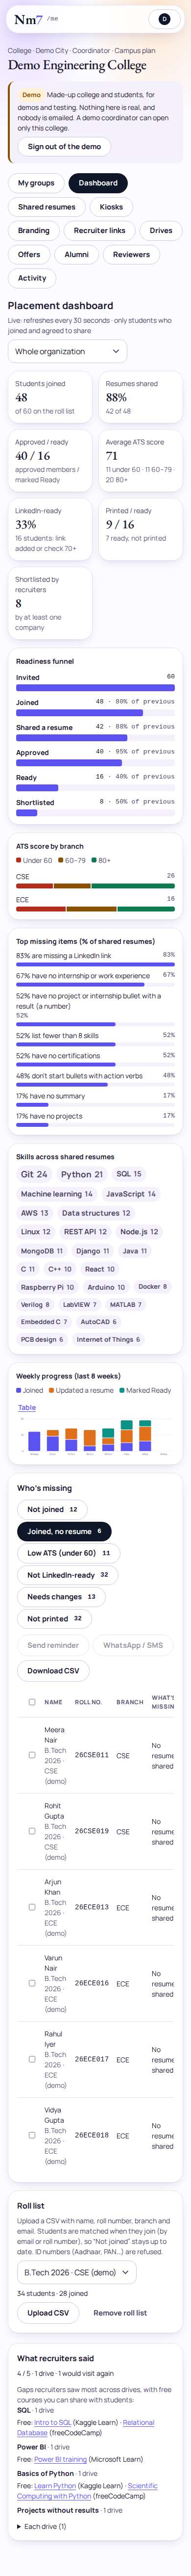 Nm7 /me
D
College · Demo City · Coordinator · Campus plan
Demo Engineering College
Demo Made-up college and students, for
demos and testing. Nothing here is real, and
nobody is emailed. A demo coordinator can open
only this college.
Sign out of the demo
My groups
Dashboard
Shared resumes
Kiosks
Branding
Recruiter links
Drives
Offers
Alumni
Reviewers
Activity
Placement dashboard
Live · refreshes every 30 seconds · only students who
joined and agreed to share
Whole organization
Students joined
48
of 60 on the roll list
Resumes shared
88%
42 of 48
Approved / ready
40 / 16
approved members /
marked Ready
Average ATS score
71
11 under 60 · 11 60–79 ·
20 80+
LinkedIn-ready
33%
16 students: link
added or check 70+
Printed / ready
9 / 16
7 ready, not printed
Shortlisted by
recruiters
8
by at least one
company
Readiness funnel
Invited 60
Joined 48 · 80% of previous
Shared a resume 42 · 88% of previous
Approved 40 · 95% of previous
Ready 16 · 40% of previous
Shortlisted 8 · 50% of previous
ATS score by branch
Under 60 60–79 80+
CSE 26
ECE 16
Top missing items (% of shared resumes)
83% are missing a LinkedIn link 83%
67% have no internship or work experience 67%
52% have no project or internship bullet with a
result (a number)
52%
52% list fewer than 8 skills 52%
52% have no certifications 52%
48% don't start bullets with action verbs 48%
17% have no summary 17%
17% have no projects 17%
Skills across shared resumes
Git 24 Python 21 SQL 15
Machine learning 14 JavaScript 14
AWS 13 Data structures 12
Linux 12 REST API 12 Node.js 12
MongoDB 11 Django 11 Java 11
C 11 C++ 10 React 10
Raspberry Pi 10 Arduino 10 Docker 8
Verilog 8 LabVIEW 7 MATLAB 7
Embedded C 7 AutoCAD 6
PCB design 6 Internet of Things 6
Weekly progress (last 8 weeks)
Joined Updated a resume Marked Ready
Table
Who's missing
Not joined 12
Joined, no resume 6
Low ATS (under 60) 11
Not LinkedIn-ready 32
Needs changes 13
Not printed 32
Send reminder
WhatsApp / SMS
Download CSV
NAME ROLL NO. BRANCH WHAT'S
MISSIN
Meera
Nair
B.Tech
2026 ·
CSE
(demo)
26CSE011 CSE
No
resume
shared
Rohit
Gupta
B.Tech
2026 ·
CSE
(demo)
26CSE019 CSE
No
resume
shared
Arjun
Khan
B.Tech
2026 ·
ECE
(demo)
26ECE013 ECE
No
resume
shared
Varun
Nair
B.Tech
2026 ·
ECE
(demo)
26ECE016 ECE
No
resume
shared
Rahul
Iyer
B.Tech
2026 ·
ECE
(demo)
26ECE017 ECE
No
resume
shared
Vidya
Gupta
B.Tech
2026 ·
ECE
(demo)
26ECE018 ECE
No
resume
shared
Roll list
Upload a CSV with name, roll number, branch and
email. Students are matched when they join (by
email or roll number), so "Not joined" stays up to
date. ID numbers (Aadhaar, PAN…) are refused.
B.Tech 2026 · CSE (demo)
34 students · 28 joined
Upload CSV
Remove roll list
What recruiters said
4 / 5 · 1 drive · 1 would visit again
Gaps recruiters saw most across drives, with free
courses you can share with students:
SQL · 1 drive
Free: Intro to SQL (Kaggle Learn) · Relational
Database (freeCodeCamp)
Power BI · 1 drive
Free: Power BI training (Microsoft Learn)
Basics of Python · 1 drive
Free: Learn Python (Kaggle Learn) · Scientific
Computing with Python (freeCodeCamp)
Projects without results · 1 drive
Each drive (1)